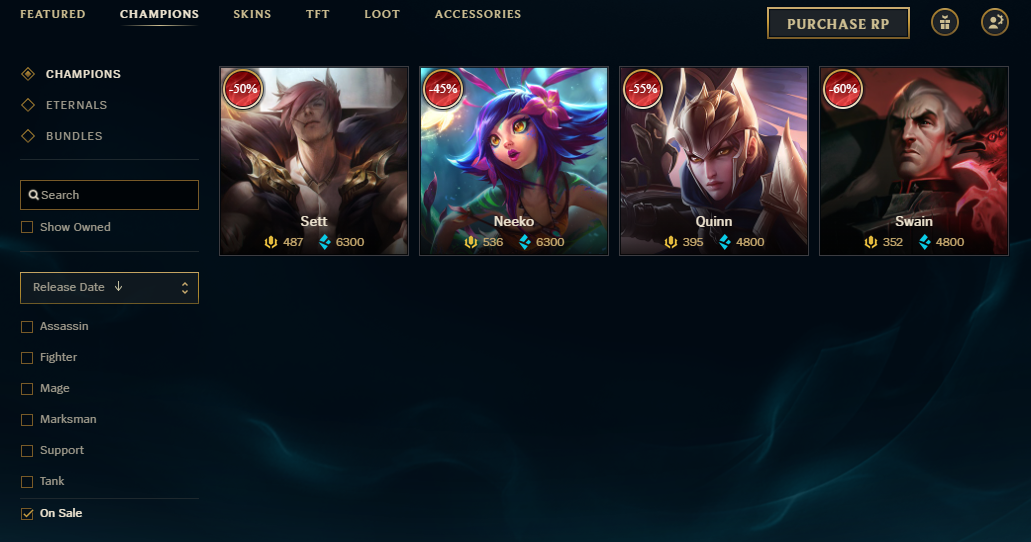 FEATURED CHAMPIONS SKINS TFT LOOT ACCESSORIES PURCHASE RP
CHAMPIONS
ETERNALS
BUNDLES
Search
Show Owned
Release Date ↓
Assassin
Fighter
Mage
Marksman
Support
Tank
On Sale
-50%
Sett
487 6300
-45%
Neeko
536 6300
-55%
Quinn
395 4800
-60%
Swain
352 4800